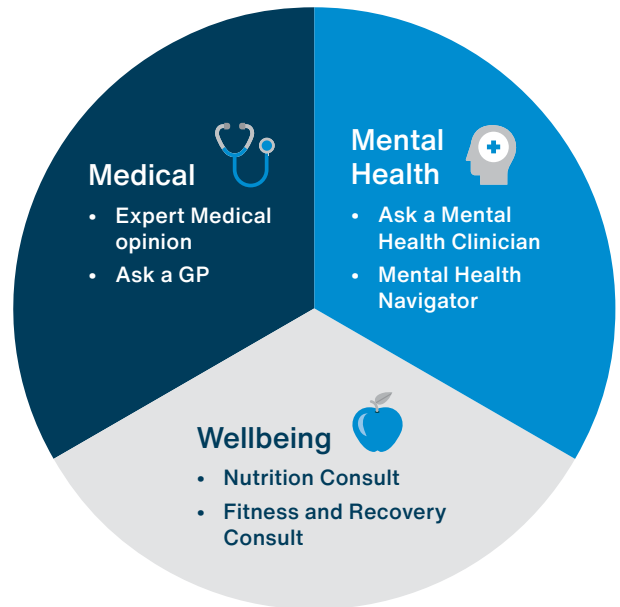 Medical
• Expert Medical
opinion
• Ask a GP
Mental
Health
• Ask a Mental
Health Clinician
• Mental Health
Navigator
Wellbeing
• Nutrition Consult
• Fitness and Recovery
Consult